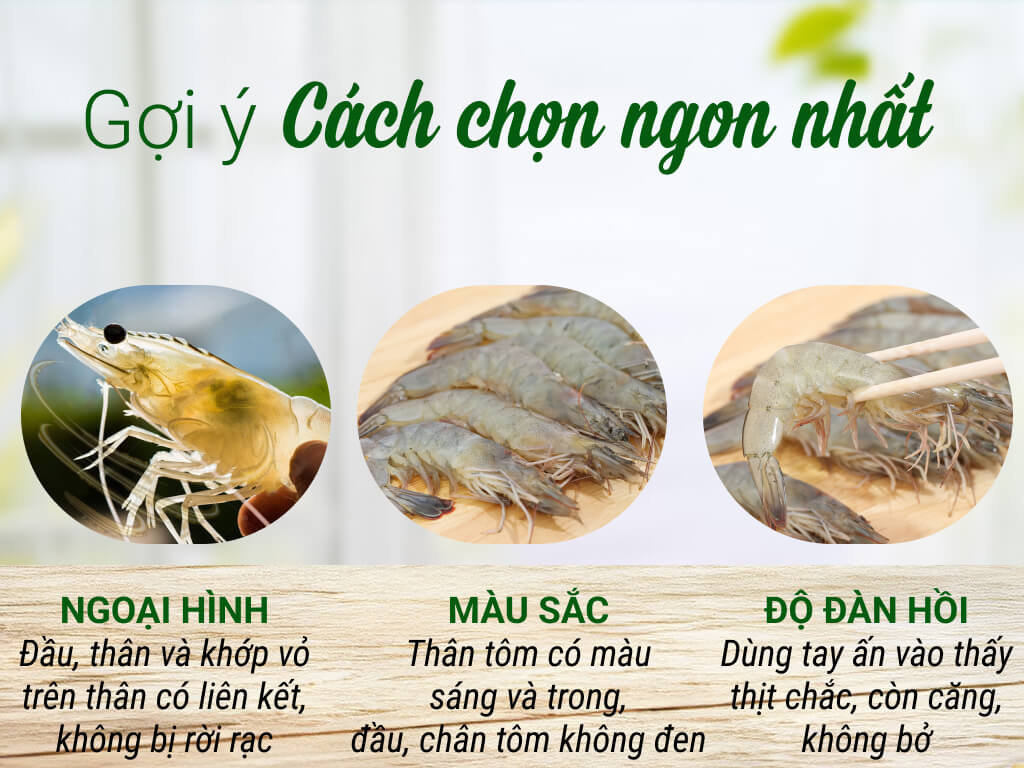 Gợi ý Cách chọn ngon nhất
NGOẠI HÌNH
Đầu, thân và khớp vỏ
trên thân có liên kết,
không bị rời rạc
MÀU SẮC
Thân tôm có màu
sáng và trong,
đầu, chân tôm không đen
ĐỘ ĐÀN HỒI
Dùng tay ấn vào thấy
thịt chắc, còn căng,
không bở